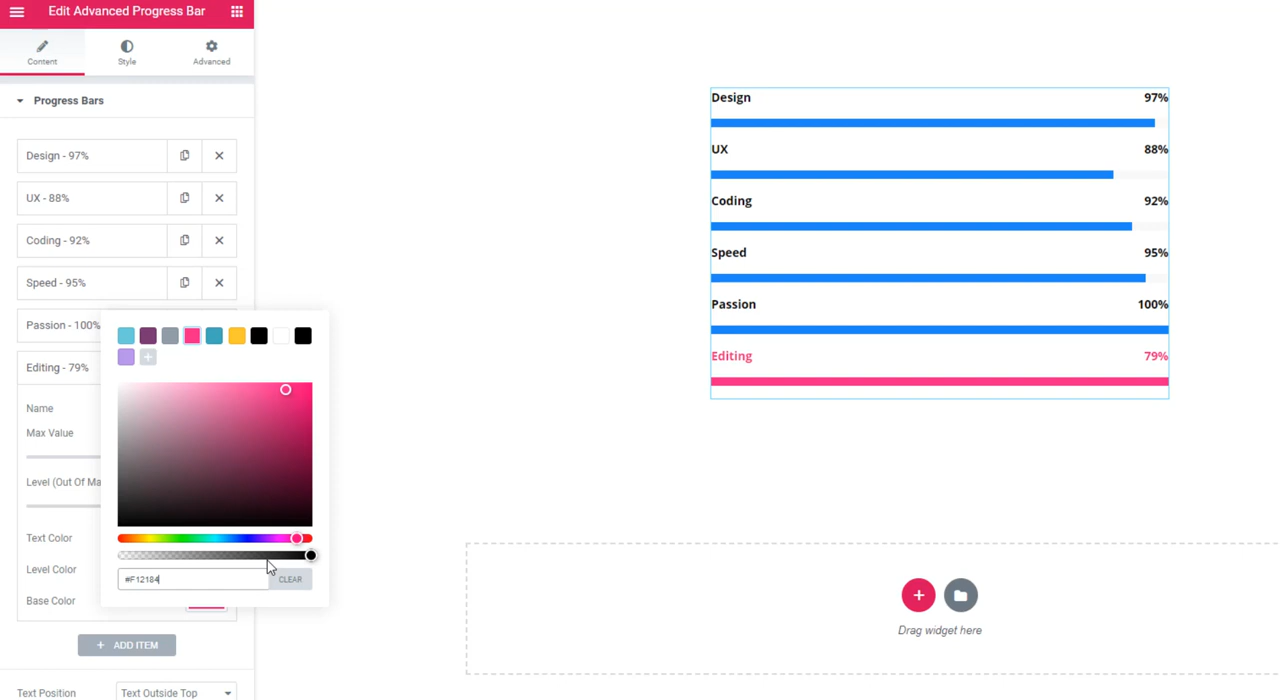 Edit Advanced Progress Bar
Content
Style
Advanced
Progress Bars
Design - 97%
UX - 88%
Coding - 92%
Speed - 95%
Passion - 100%
Editing - 79%
Name
Max Value
Level (Out Of Ma
Text Color
Level Color
Base Color
#F12184
CLEAR
+ ADD ITEM
Text Position
Text Outside Top
Design 97%
UX 88%
Coding 92%
Speed 95%
Passion 100%
Editing 79%
Drag widget here